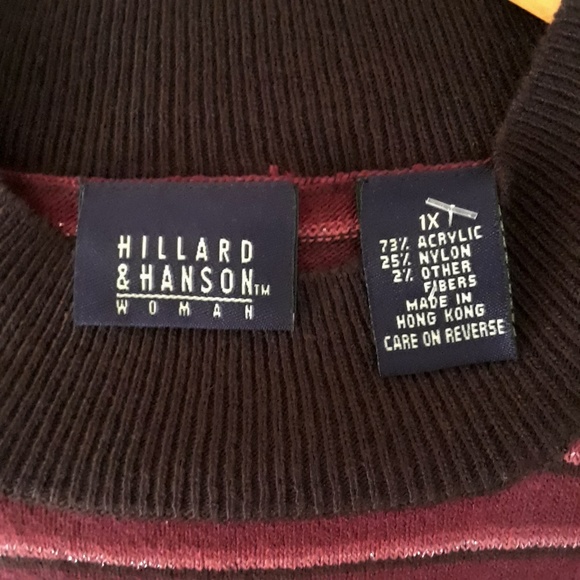 HILLARD
& HANSON™
WOMAN
1X
73% ACRYLIC
25% NYLON
2% OTHER
FIBERS
MADE IN
HONG KONG
CARE ON REVERSE